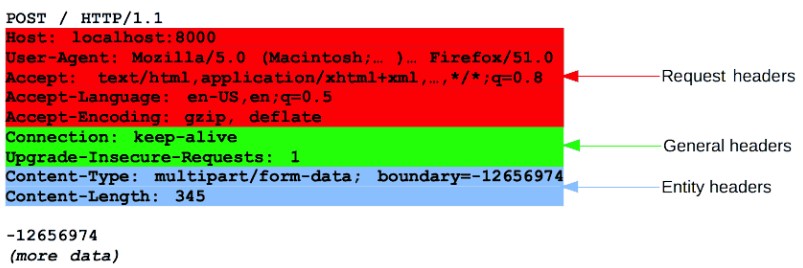 POST / HTTP/1.1
Host: localhost:8000
User-Agent: Mozilla/5.0 (Macintosh;… )… Firefox/51.0
Accept: text/html,application/xhtml+xml,…,*/*;q=0.8
Accept-Language: en-US,en;q=0.5
Accept-Encoding: gzip, deflate
Connection: keep-alive
Upgrade-Insecure-Requests: 1
Content-Type: multipart/form-data; boundary=-12656974
Content-Length: 345
-12656974
(more data)
Request headers
General headers
Entity headers